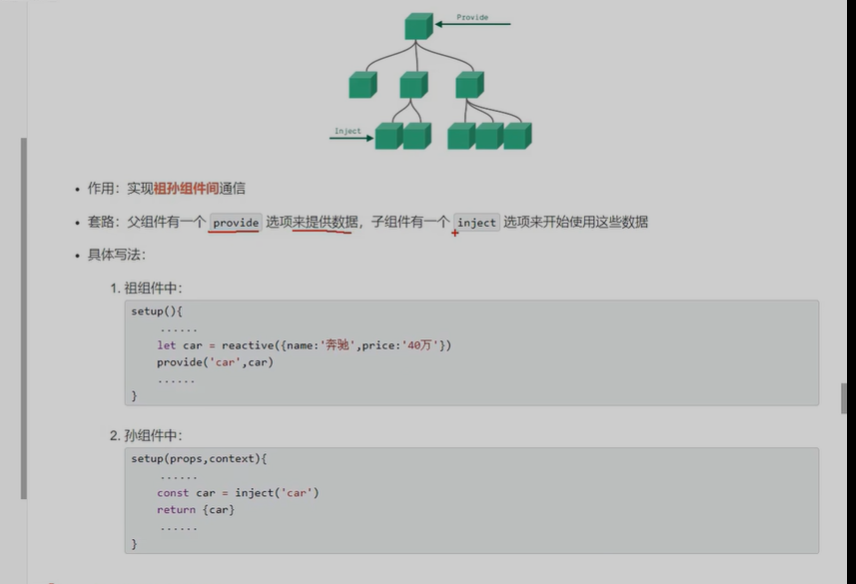 Provide
Inject
作用：实现祖孙组件间通信
套路：父组件有一个 provide 选项来提供数据，子组件有一个 inject 选项来开始使用这些数据
具体写法：
1. 祖组件中：
setup(){
......
let car = reactive({name:'奔驰',price:'40万'})
provide('car',car)
......
}
2. 孙组件中：
setup(props,context){
......
const car = inject('car')
return {car}
......
}